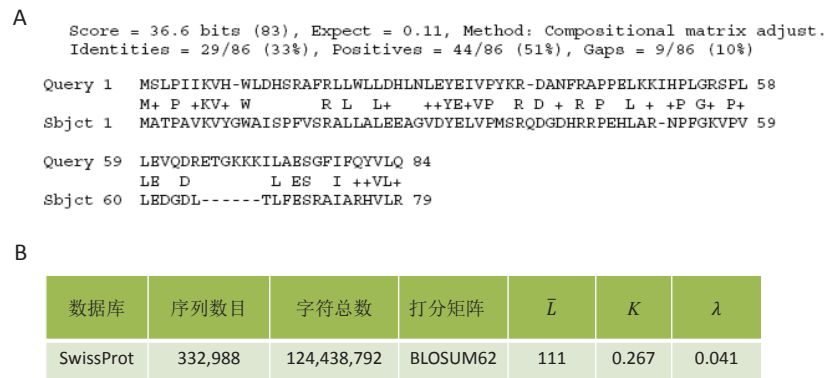 A
Score = 36.6 bits (83), Expect = 0.11, Method: Compositional matrix adjust.
Identities = 29/86 (33%), Positives = 44/86 (51%), Gaps = 9/86 (10%)
Query 1 MSLPIIKVH-WLDHSRAFRLLWLLDHLNLEYEIVPYKR-DANFRAPPELKKIHPLGRSPL 58
M+ P +KV+ W R L L+ ++YE+VP R D + R P L + +P G+ P+
Sbjct 1 MATPAVKVYGWAISPFVSRALLALEEAGVDYELVPMSRQDGDHRRPEHLAR-NPFGKVPV 59
Query 59 LEVQDRETGKKKILAESGFIFQYVLQ 84
LE D L ES I ++VL+
Sbjct 60 LEDGDL------TLFESRAIARHVLR 79
B
数据库 序列数目 字符总数 打分矩阵 L̄ K λ
SwissProt 332,988 124,438,792 BLOSUM62 111 0.267 0.041